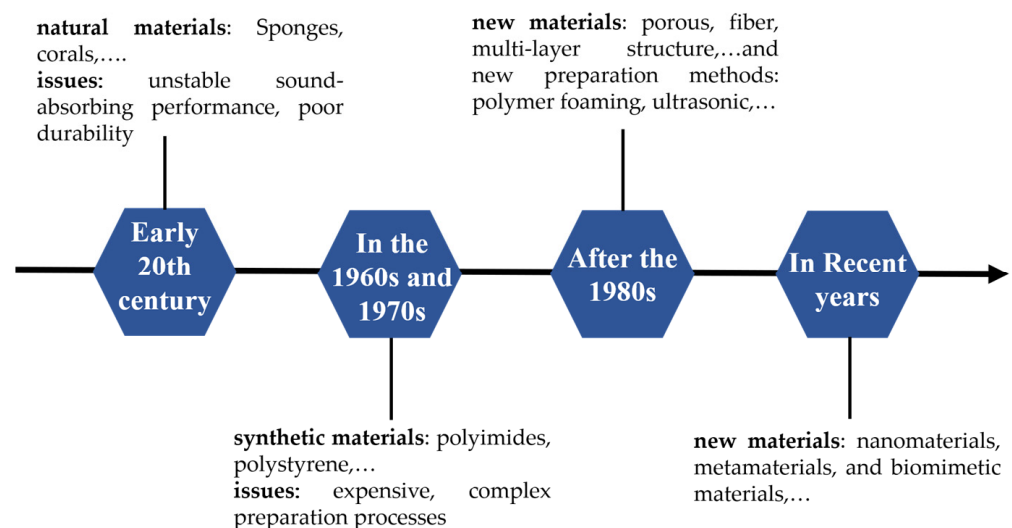 natural materials: Sponges,
corals,….
issues: unstable sound-
absorbing performance, poor
durability
new materials: porous, fiber,
multi-layer structure,…and
new preparation methods:
polymer foaming, ultrasonic,…
Early
20th
century
In the
1960s and
1970s
After the
1980s
In Recent
years
synthetic materials: polyimides,
polystyrene,…
issues: expensive, complex
preparation processes
new materials: nanomaterials,
metamaterials, and biomimetic
materials,…